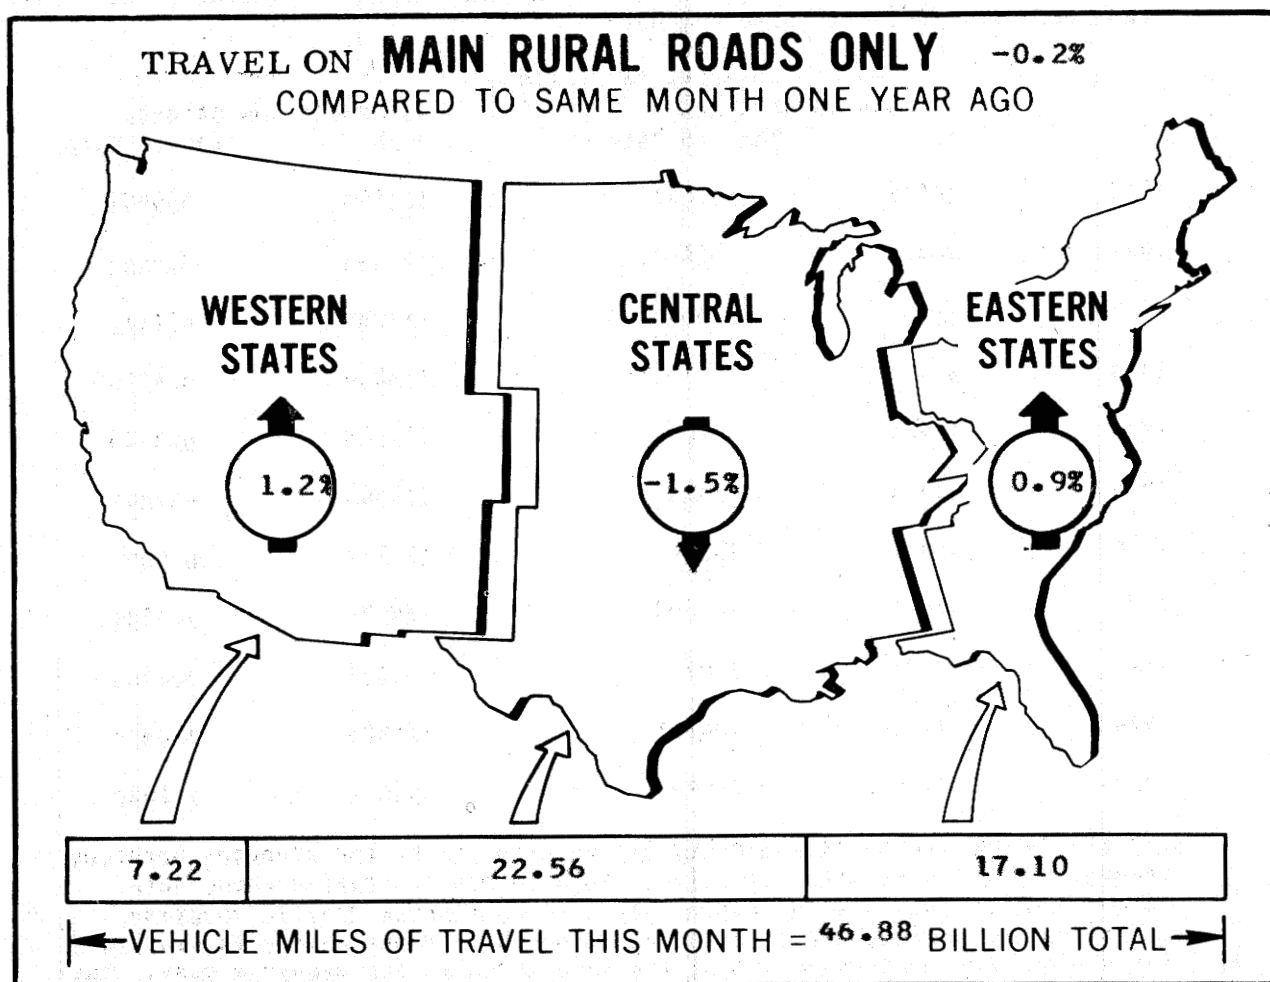 TRAVEL ON MAIN RURAL ROADS ONLY -0.2%
COMPARED TO SAME MONTH ONE YEAR AGO
WESTERN
STATES
1.2%
CENTRAL
STATES
-1.5%
EASTERN
STATES
0.9%
7.22 22.56 17.10
VEHICLE MILES OF TRAVEL THIS MONTH = 46.88 BILLION TOTAL